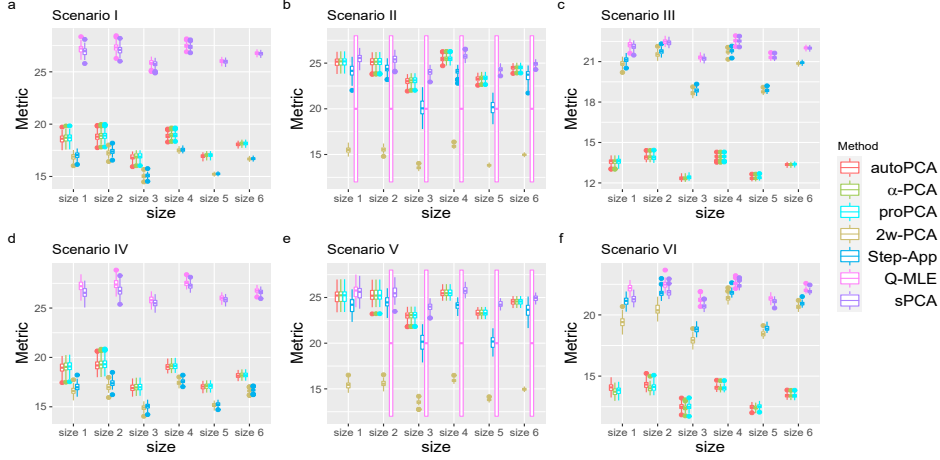 a
Scenario I
Metric
25
20
15
size 1 size 2 size 3 size 4 size 5 size 6
size
b
Scenario II
Metric
30
25
20
15
size 1 size 2 size 3 size 4 size 5 size 6
size
c
Scenario III
Metric
21
18
15
12
size 1 size 2 size 3 size 4 size 5 size 6
size
d
Scenario IV
Metric
25
20
15
size 1 size 2 size 3 size 4 size 5 size 6
size
e
Scenario V
Metric
30
25
20
15
size 1 size 2 size 3 size 4 size 5 size 6
size
f
Scenario VI
Metric
20
15
size 1 size 2 size 3 size 4 size 5 size 6
size
Method
autoPCA
α-PCA
proPCA
2w-PCA
Step-App
Q-MLE
sPCA